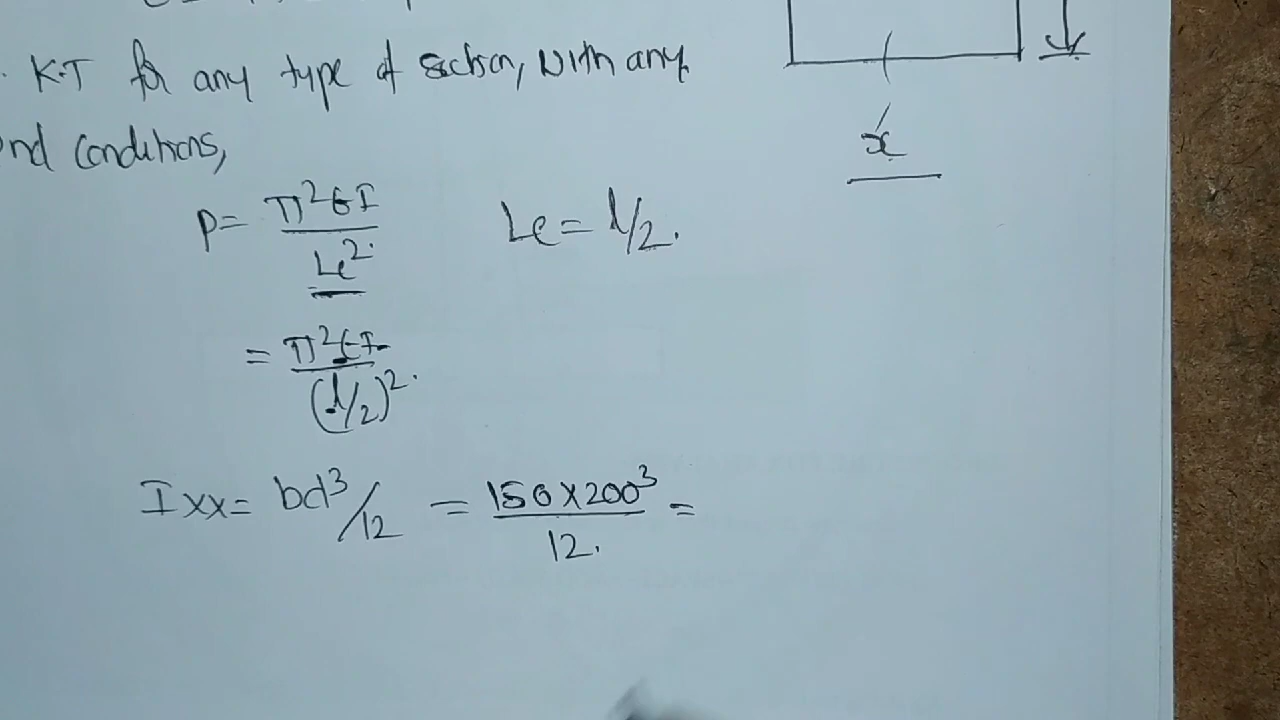 K.T for any type of section, with any
end conditions,
P = π²EI / Le²
Le = l/2.
= π²EI / (l/2)²
x
Ixx = bd³/12 = 150×200³ / 12 =